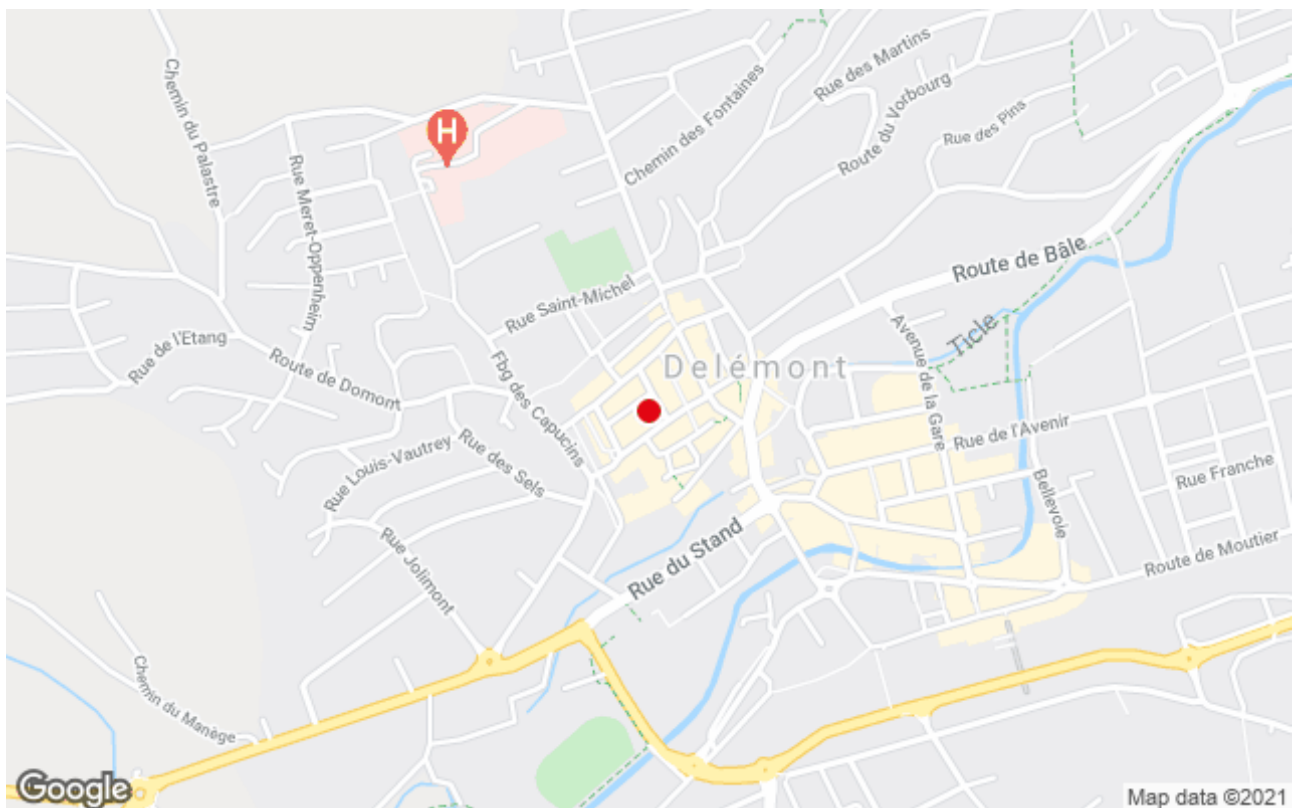 Chemin du Palastre
Rue Meret-Oppenheim
H
Chemin des Fontaines
Rue des Martins
Route du Vorbourg
Rue des Pins
Route de Bâle
Rue Saint-Michel
Rue de l'Etang
Route de Domont
Fbg des Capucins
Delémont
Ticle
Avenue de la Gare
Rue de l'Avenir
Rue Louis-Vautrey
Rue des Sels
Rue Franche
Bellevoie
Rue du Stand
Route de Moutier
Rue Jolimont
Chemin du Manège
Google
Map data ©2021